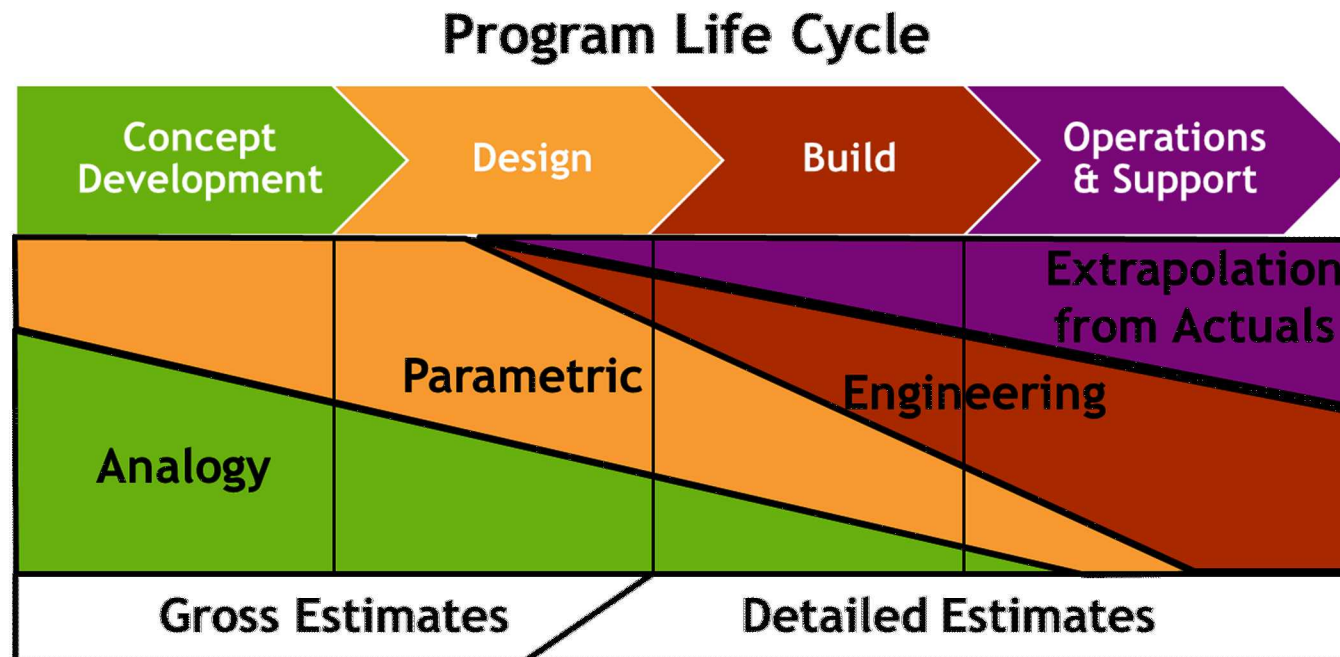 Program Life Cycle
Concept
Development
Design
Build
Operations
& Support
Extrapolation
from Actuals
Parametric
Engineering
Analogy
Gross Estimates
Detailed Estimates